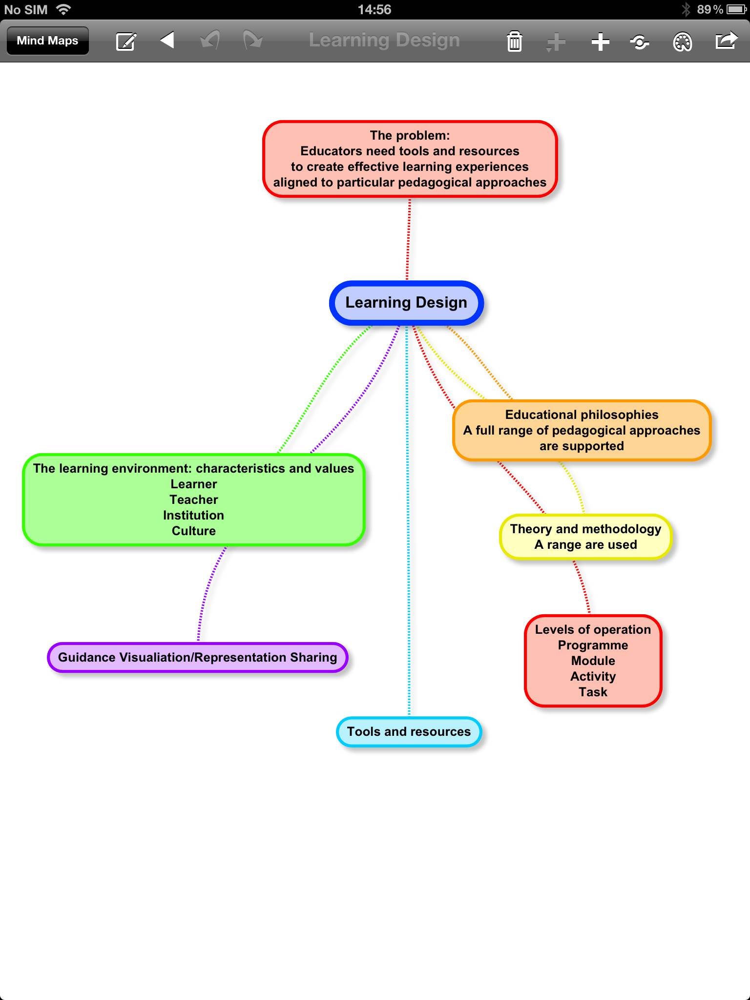 No SIM
14:56
89%
Mind Maps
Learning Design
The problem:
Educators need tools and resources
to create effective learning experiences
aligned to particular pedagogical approaches
Learning Design
Educational philosophies
A full range of pedagogical approaches
are supported
The learning environment: characteristics and values
Learner
Teacher
Institution
Culture
Theory and methodology
A range are used
Levels of operation
Programme
Module
Activity
Task
Guidance Visualiation/Representation Sharing
Tools and resources